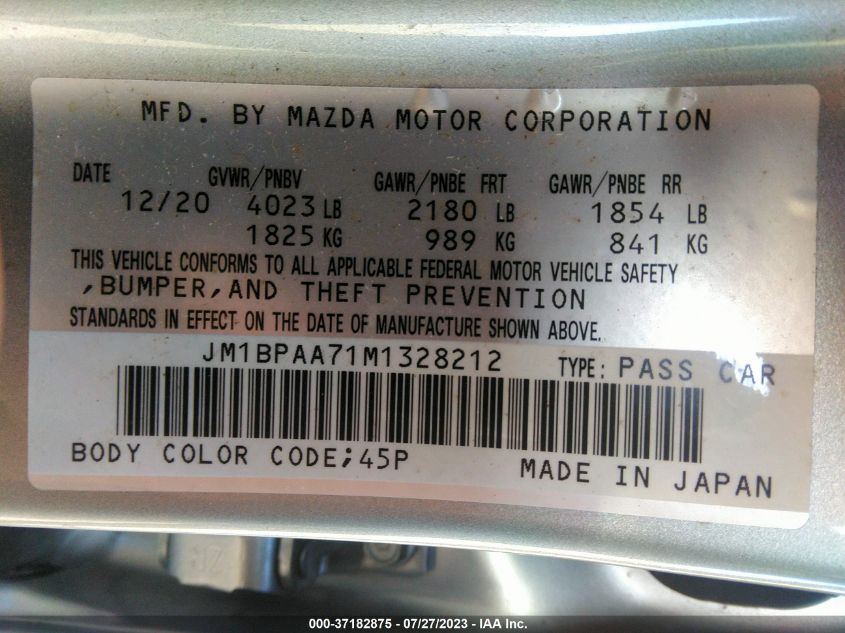 MFD. BY MAZDA MOTOR CORPORATION
DATE GVWR/PNBV GAWR/PNBE FRT GAWR/PNBE RR
12/20 4023 LB 2180 LB 1854 LB
1825 KG 989 KG 841 KG
THIS VEHICLE CONFORMS TO ALL APPLICABLE FEDERAL MOTOR VEHICLE SAFETY
,BUMPER,AND THEFT PREVENTION
STANDARDS IN EFFECT ON THE DATE OF MANUFACTURE SHOWN ABOVE.
JM1BPAA71M1328212 TYPE: PASS CAR
BODY COLOR CODE;45P
MADE IN JAPAN
000-37182875 - 07/27/2023 - IAA Inc.